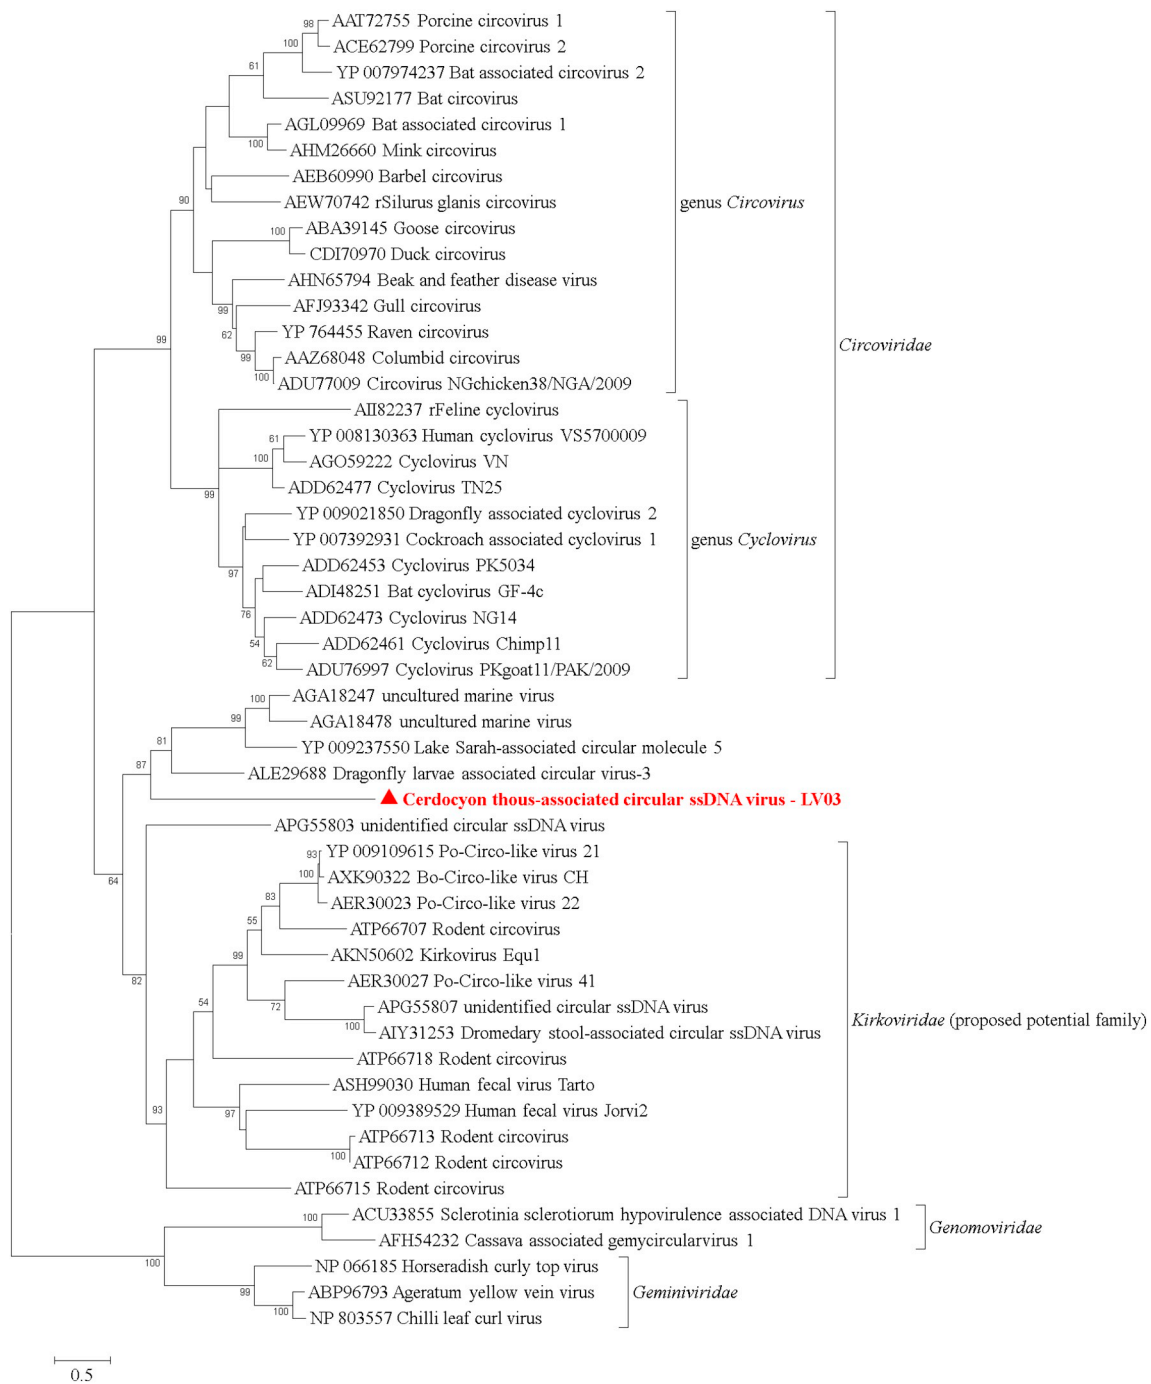 98
AAT72755 Porcine circovirus 1
100
ACE62799 Porcine circovirus 2
61
YP 007974237 Bat associated circovirus 2
ASU92177 Bat circovirus
AGL09969 Bat associated circovirus 1
100
AHM26660 Mink circovirus
AEB60990 Barbel circovirus
90
AEW70742 rSilurus glanis circovirus
genus Circovirus
100
ABA39145 Goose circovirus
CDI70970 Duck circovirus
AHN65794 Beak and feather disease virus
99
AFJ93342 Gull circovirus
62
YP 764455 Raven circovirus
99
Circoviridae
99
AAZ68048 Columbid circovirus
100
ADU77009 Circovirus NGchicken38/NGA/2009
AII82237 rFeline cyclovirus
61
YP 008130363 Human cyclovirus VS5700009
100
AGO59222 Cyclovirus VN
ADD62477 Cyclovirus TN25
99
YP 009021850 Dragonfly associated cyclovirus 2
YP 007392931 Cockroach associated cyclovirus 1
genus Cyclovirus
97
ADD62453 Cyclovirus PK5034
ADI48251 Bat cyclovirus GF-4c
76
ADD62473 Cyclovirus NG14
54
ADD62461 Cyclovirus Chimp11
62
ADU76997 Cyclovirus PKgoat11/PAK/2009
100
AGA18247 uncultured marine virus
99
AGA18478 uncultured marine virus
81
YP 009237550 Lake Sarah-associated circular molecule 5
87
ALE29688 Dragonfly larvae associated circular virus-3
Cerdocyon thous-associated circular ssDNA virus - LV03
APG55803 unidentified circular ssDNA virus
93
YP 009109615 Po-Circo-like virus 21
64
100
AXK90322 Bo-Circo-like virus CH
83
AER30023 Po-Circo-like virus 22
55
ATP66707 Rodent circovirus
99
AKN50602 Kirkovirus Equ1
82
AER30027 Po-Circo-like virus 41
54
72
APG55807 unidentified circular ssDNA virus
Kirkoviridae (proposed potential family)
100
AIY31253 Dromedary stool-associated circular ssDNA virus
ATP66718 Rodent circovirus
ASH99030 Human fecal virus Tarto
93
97
YP 009389529 Human fecal virus Jorvi2
ATP66713 Rodent circovirus
100
ATP66712 Rodent circovirus
ATP66715 Rodent circovirus
100
ACU33855 Sclerotinia sclerotiorum hypovirulence associated DNA virus 1
Genomoviridae
AFH54232 Cassava associated gemycircularvirus 1
100
NP 066185 Horseradish curly top virus
99
ABP96793 Ageratum yellow vein virus
Geminiviridae
100
NP 803557 Chilli leaf curl virus
0.5